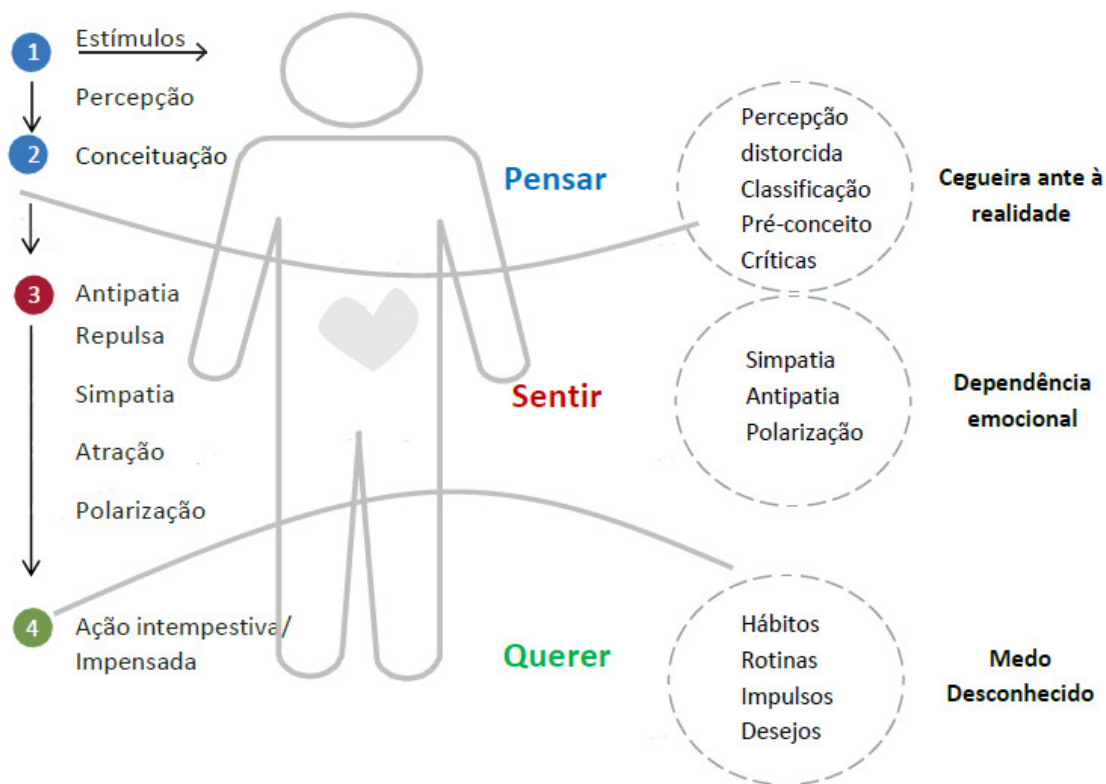 1
Estímulos
Percepção
2
Conceituação
3
Antipatia
Repulsa
Simpatia
Atração
Polarização
4
Ação intempestiva/
Impensada
Pensar
Sentir
Querer
Percepção
distorcida
Classificação
Pré-conceito
Críticas
Cegueira ante à
realidade
Simpatia
Antipatia
Polarização
Dependência
emocional
Hábitos
Rotinas
Impulsos
Desejos
Medo
Desconhecido